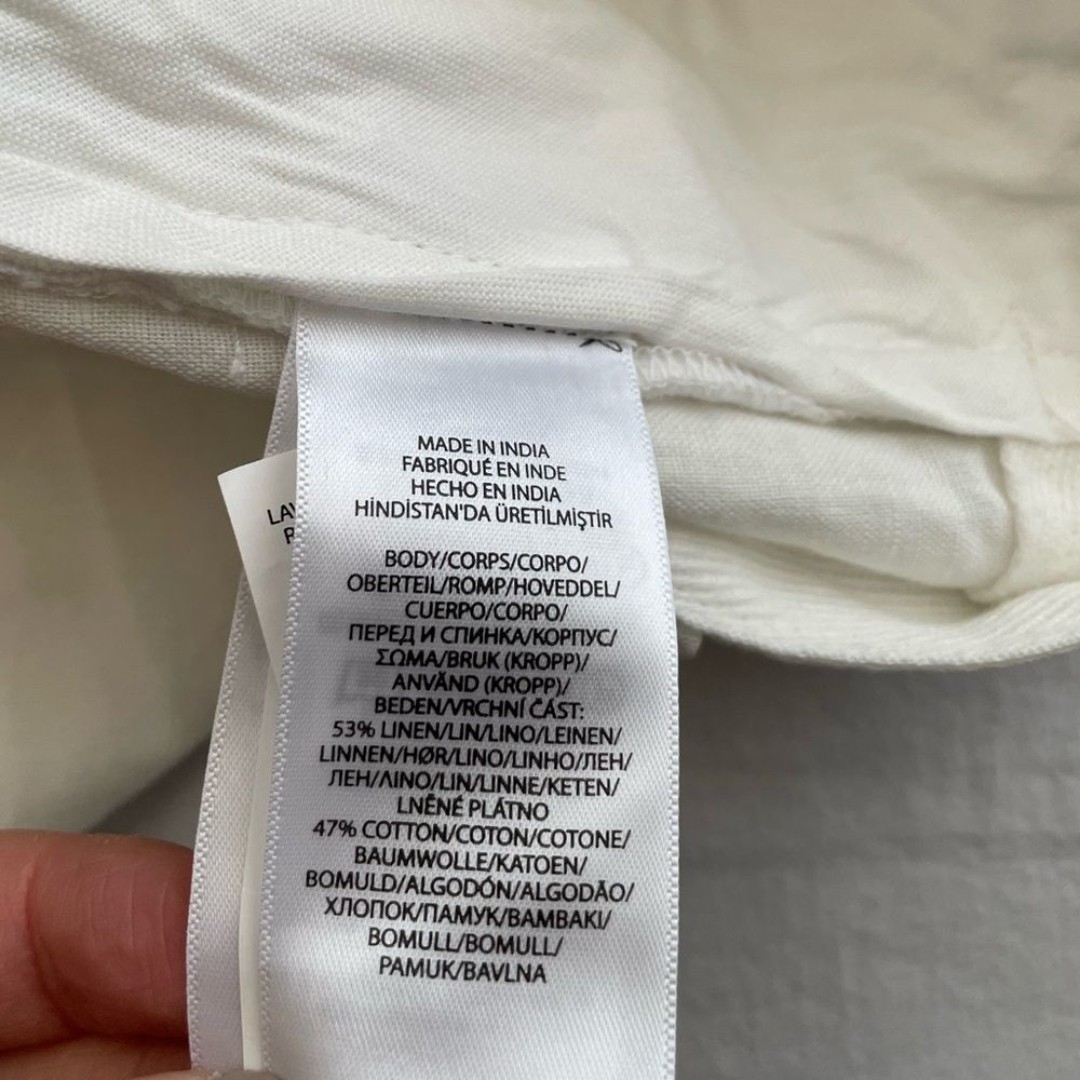 MADE IN INDIA
FABRIQUÉ EN INDE
HECHO EN INDIA
HİNDİSTAN'DA ÜRETİLMİŞTİR
BODY/CORPS/CORPO/
OBERTEIL/ROMP/HOVEDDEL/
CUERPO/CORPO/
ПЕРЕД И СПИНКА/КОРПУС/
ΣΩΜΑ/BRUK (KROPP)/
ANVÄND (KROPP)/
BEDEN/VRCHNÍ ČÁST:
53% LINEN/LIN/LINO/LEINEN/
LINNEN/HØR/LINO/LINHO/ЛЕН/
ЛЕН/ΛΙΝΟ/LIN/LINNE/KETEN/
LNĚNÉ PLÁTNO
47% COTTON/COTON/COTONE/
BAUMWOLLE/KATOEN/
BOMULD/ALGODÓN/ALGODÃO/
ХЛОПОК/ПАМУК/ΒΑΜΒΑΚΙ/
BOMULL/BOMULL/
PAMUK/BAVLNA